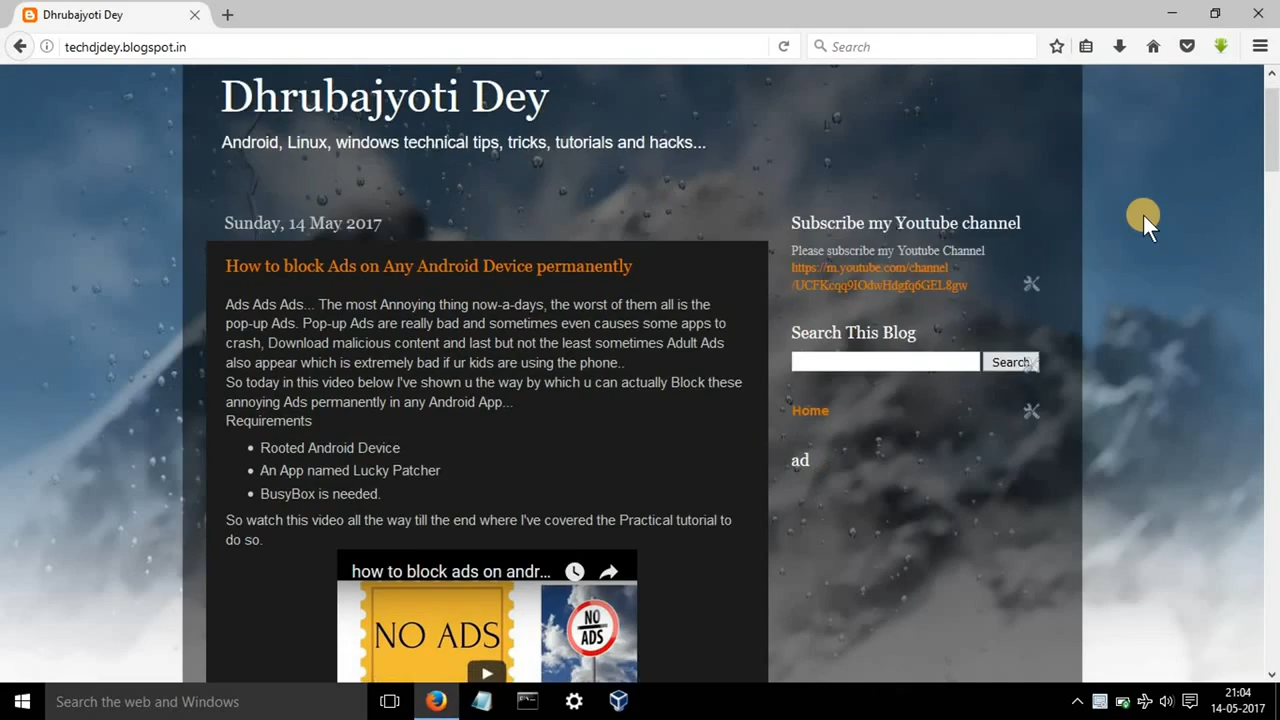 Dhrubajyoti Dey
techdjdey.blogspot.in
Search
Dhrubajyoti Dey
Android, Linux, windows technical tips, tricks, tutorials and hacks...
Sunday, 14 May 2017
How to block Ads on Any Android Device permanently
Ads Ads Ads... The most Annoying thing now-a-days, the worst of them all is the
pop-up Ads. Pop-up Ads are really bad and sometimes even causes some apps to
crash, Download malicious content and last but not the least sometimes Adult Ads
also appear which is extremely bad if ur kids are using the phone..
So today in this video below I've shown u the way by which u can actually Block these
annoying Ads permanently in any Android App...
Requirements
Rooted Android Device
An App named Lucky Patcher
BusyBox is needed.
So watch this video all the way till the end where I've covered the Practical tutorial to
do so.
how to block ads on andr...
NO ADS
NO
ADS
Subscribe my Youtube channel
Please subscribe my Youtube Channel
https://m.youtube.com/channel
/UCFKcqq9IOdwHdgfq6GEL8gw
Search This Blog
Search
Home
ad
Search the web and Windows
21:04
14-05-2017